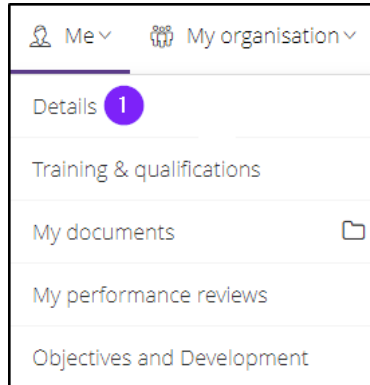 Me My organisation
Details 1
Training & qualifications
My documents
My performance reviews
Objectives and Development